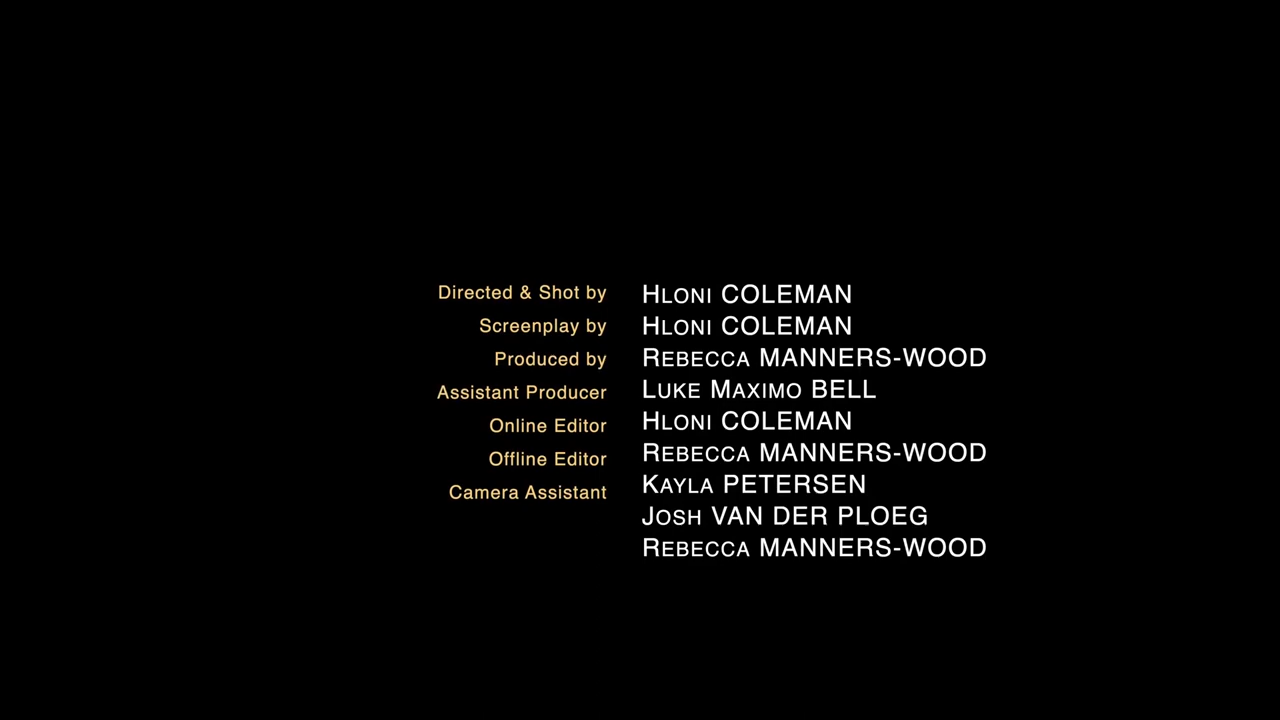 Directed & Shot by HLONI COLEMAN
Screenplay by HLONI COLEMAN
Produced by REBECCA MANNERS-WOOD
Assistant Producer LUKE MAXIMO BELL
Online Editor HLONI COLEMAN
Offline Editor REBECCA MANNERS-WOOD
Camera Assistant KAYLA PETERSEN
JOSH VAN DER PLOEG
REBECCA MANNERS-WOOD